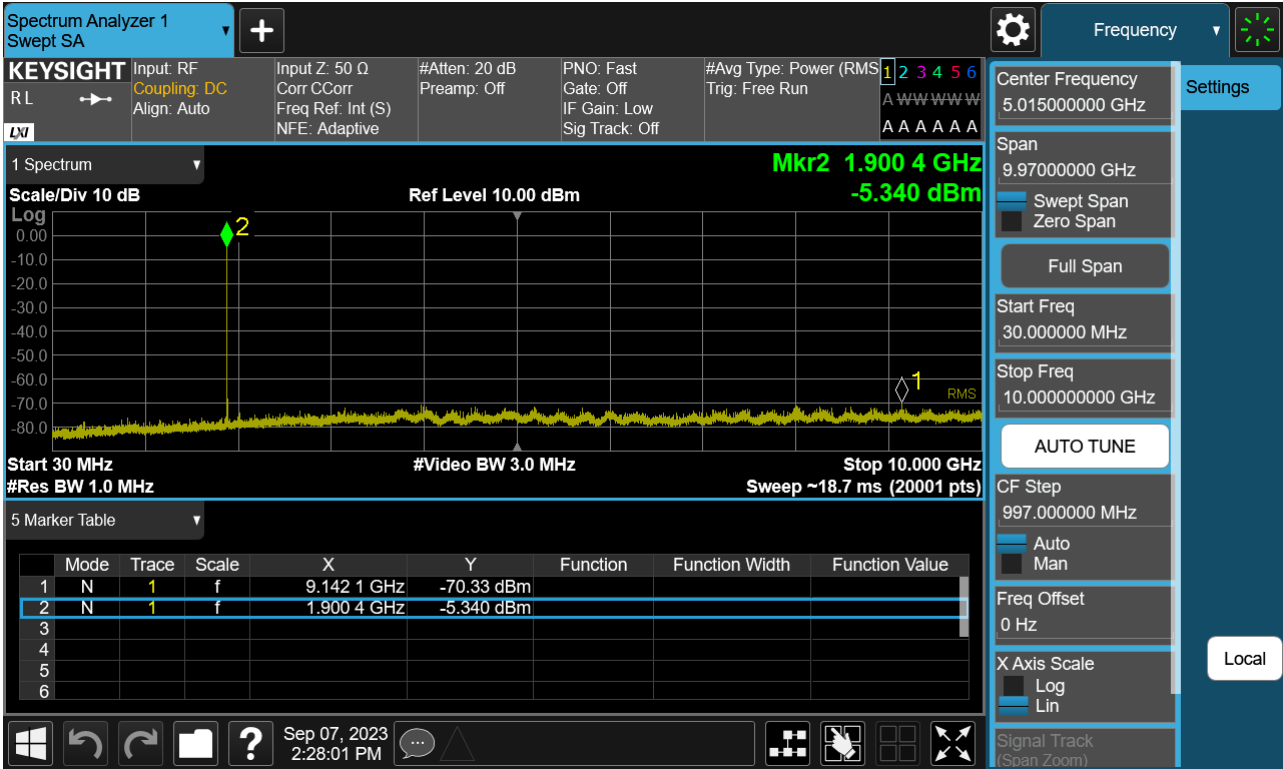 Spectrum Analyzer 1
Swept SA
+
Frequency
KEYSIGHT
R L
LXI
Input: RF
Coupling: DC
Align: Auto
Input Z: 50 Ω
Corr CCorr
Freq Ref: Int (S)
NFE: Adaptive
#Atten: 20 dB
Preamp: Off
PNO: Fast
Gate: Off
IF Gain: Low
Sig Track: Off
#Avg Type: Power (RMS
Trig: Free Run
1 2 3 4 5 6
A W W W W W
A A A A A A
1 Spectrum
Mkr2 1.900 4 GHz
-5.340 dBm
Scale/Div 10 dB
Ref Level 10.00 dBm
Log
0.00
-10.0
-20.0
-30.0
-40.0
-50.0
-60.0
-70.0
-80.0
2
1
RMS
Start 30 MHz
#Video BW 3.0 MHz
Stop 10.000 GHz
#Res BW 1.0 MHz
Sweep ~18.7 ms (20001 pts)
5 Marker Table
Mode Trace Scale X Y Function Function Width Function Value
1 N 1 f 9.142 1 GHz -70.33 dBm
2 N 1 f 1.900 4 GHz -5.340 dBm
3
4
5
6
?
Sep 07, 2023
2:28:01 PM
Center Frequency
5.015000000 GHz
Span
9.97000000 GHz
Swept Span
Zero Span
Full Span
Start Freq
30.000000 MHz
Stop Freq
10.000000000 GHz
AUTO TUNE
CF Step
997.000000 MHz
Auto
Man
Freq Offset
0 Hz
X Axis Scale
Log
Lin
Signal Track
(Span Zoom)
Settings
Local